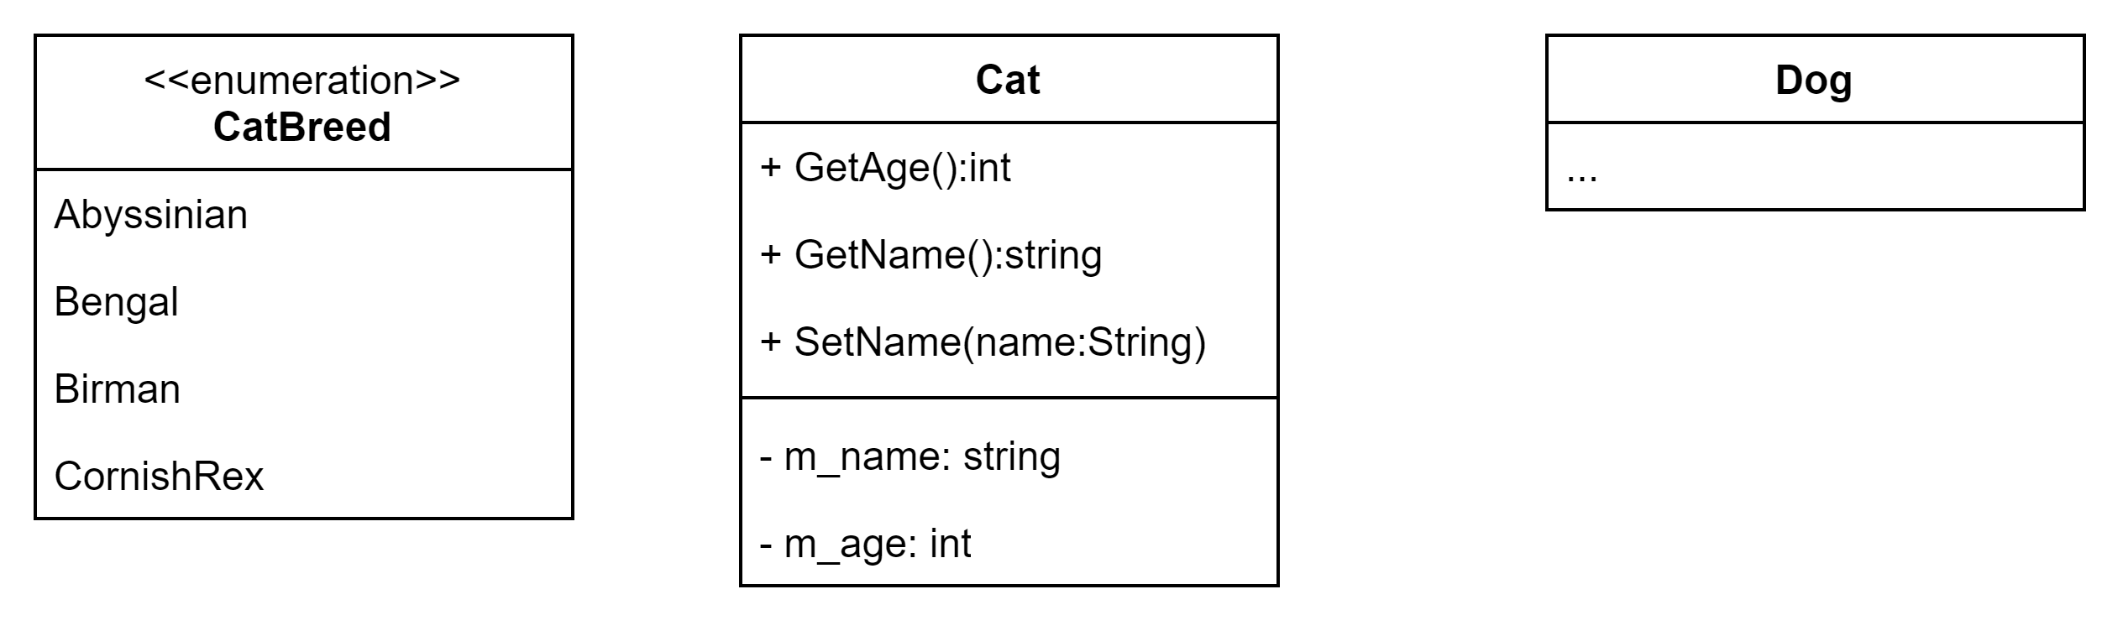 <<enumeration>>
CatBreed
Abyssinian
Bengal
Birman
CornishRex
Cat
+ GetAge():int
+ GetName():string
+ SetName(name:String)
- m_name: string
- m_age: int
Dog
...